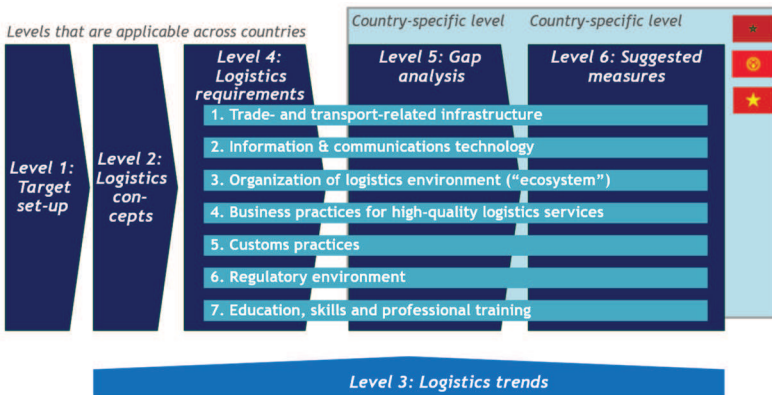 Levels that are applicable across countries
Country-specific level
Country-specific level
Level 1:
Target
set-up
Level 2:
Logistics
con-
cepts
Level 4:
Logistics
requirements
Level 5: Gap
analysis
Level 6: Suggested
measures
1. Trade- and transport-related infrastructure
2. Information & communications technology
3. Organization of logistics environment (“ecosystem”)
4. Business practices for high-quality logistics services
5. Customs practices
6. Regulatory environment
7. Education, skills and professional training
Level 3: Logistics trends